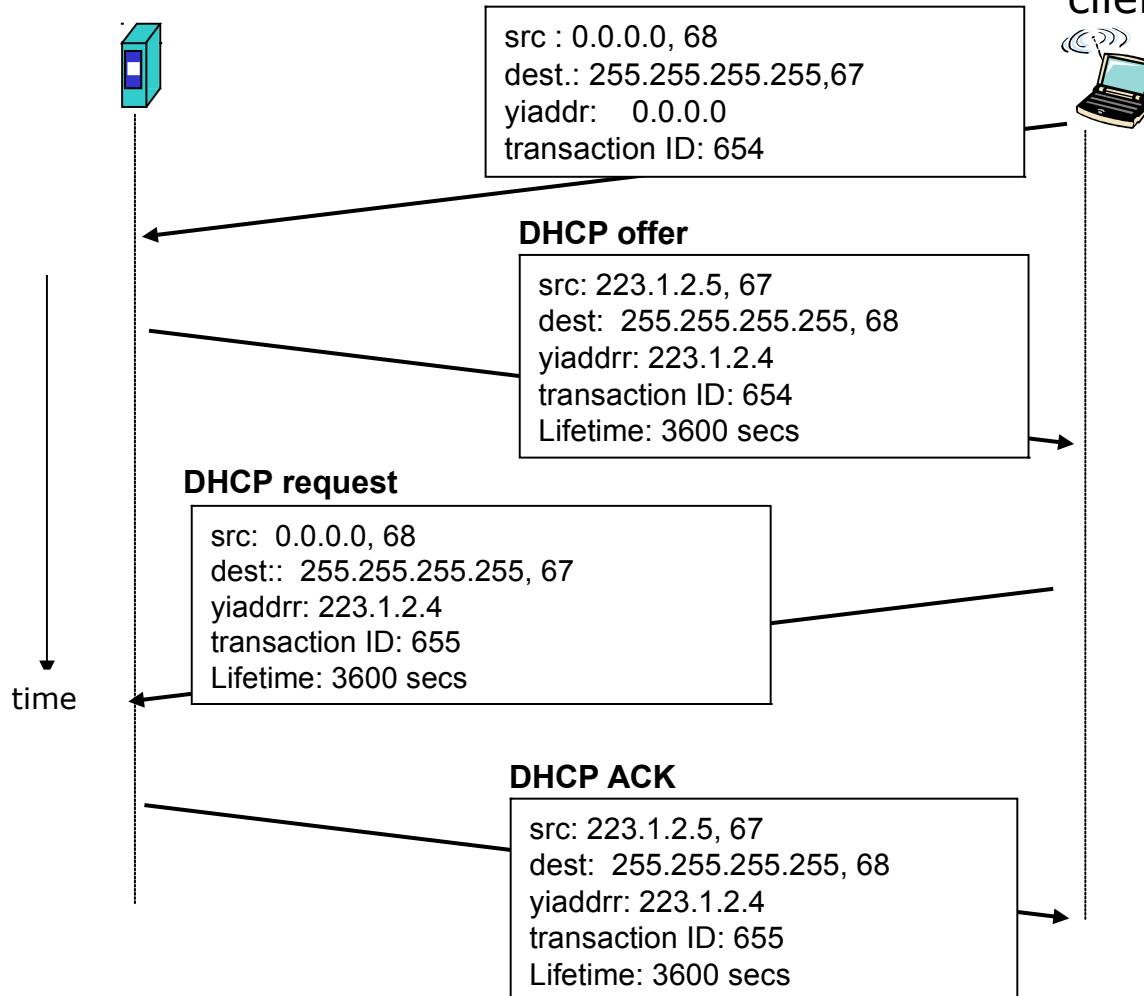 src : 0.0.0.0, 68
dest.: 255.255.255.255,67
yiaddr: 0.0.0.0
transaction ID: 654
DHCP offer
src: 223.1.2.5, 67
dest: 255.255.255.255, 68
yiaddrr: 223.1.2.4
transaction ID: 654
Lifetime: 3600 secs
DHCP request
src: 0.0.0.0, 68
dest:: 255.255.255.255, 67
yiaddrr: 223.1.2.4
transaction ID: 655
Lifetime: 3600 secs
time
DHCP ACK
src: 223.1.2.5, 67
dest: 255.255.255.255, 68
yiaddrr: 223.1.2.4
transaction ID: 655
Lifetime: 3600 secs